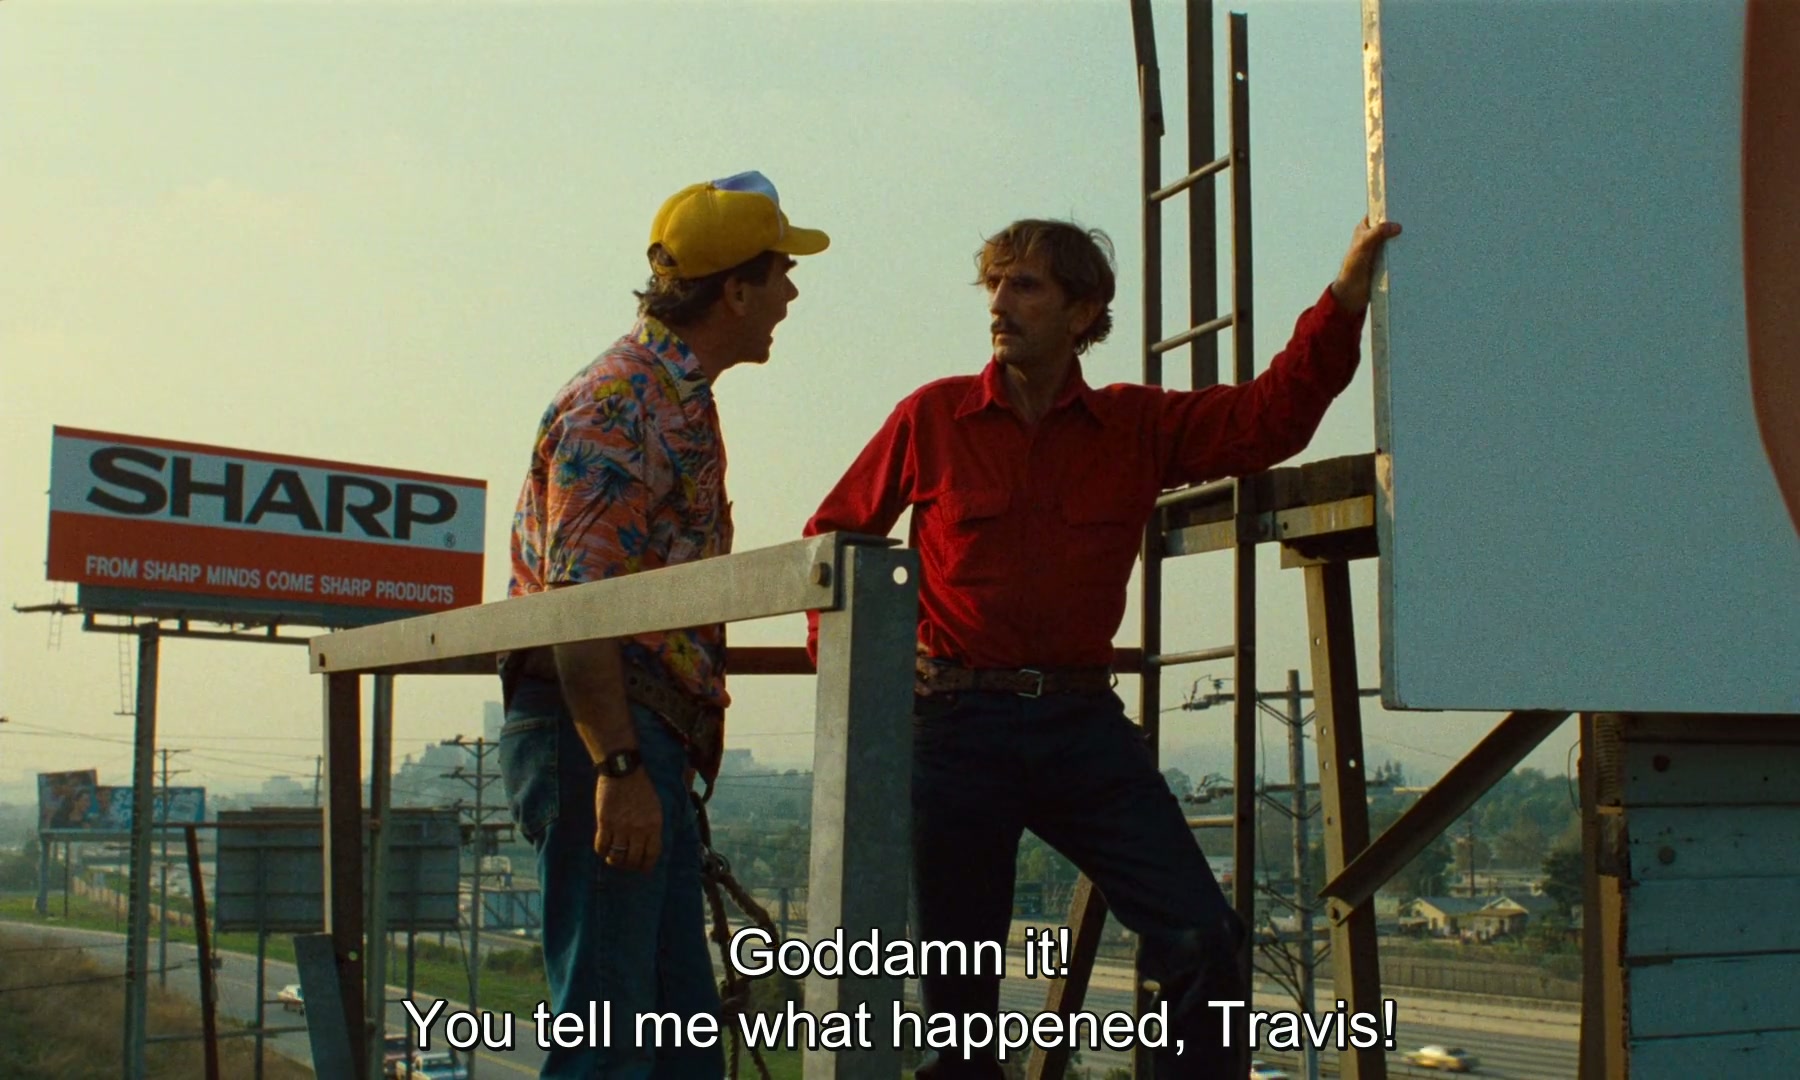 SHARP
®
FROM SHARP MINDS COME SHARP PRODUCTS
Goddamn it!
You tell me what happened, Travis!